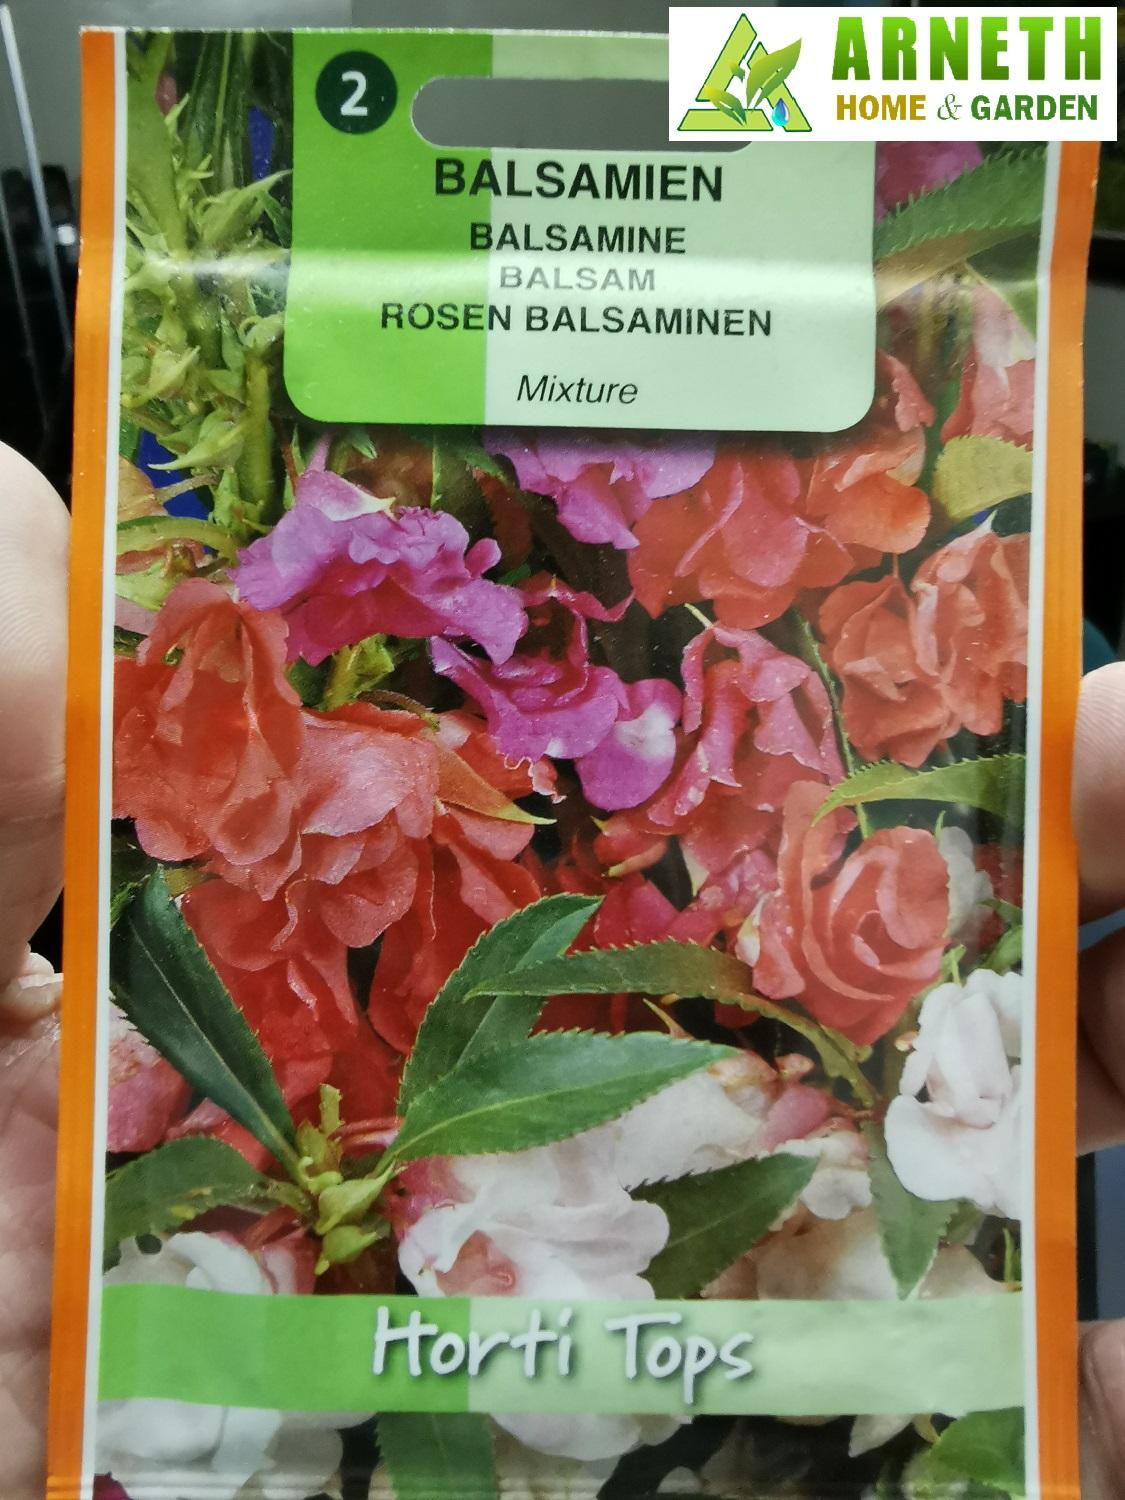 ARNETH
HOME & GARDEN
2
BALSAMIEN
BALSAMINE
BALSAM
ROSEN BALSAMINEN
Mixture
Horti Tops